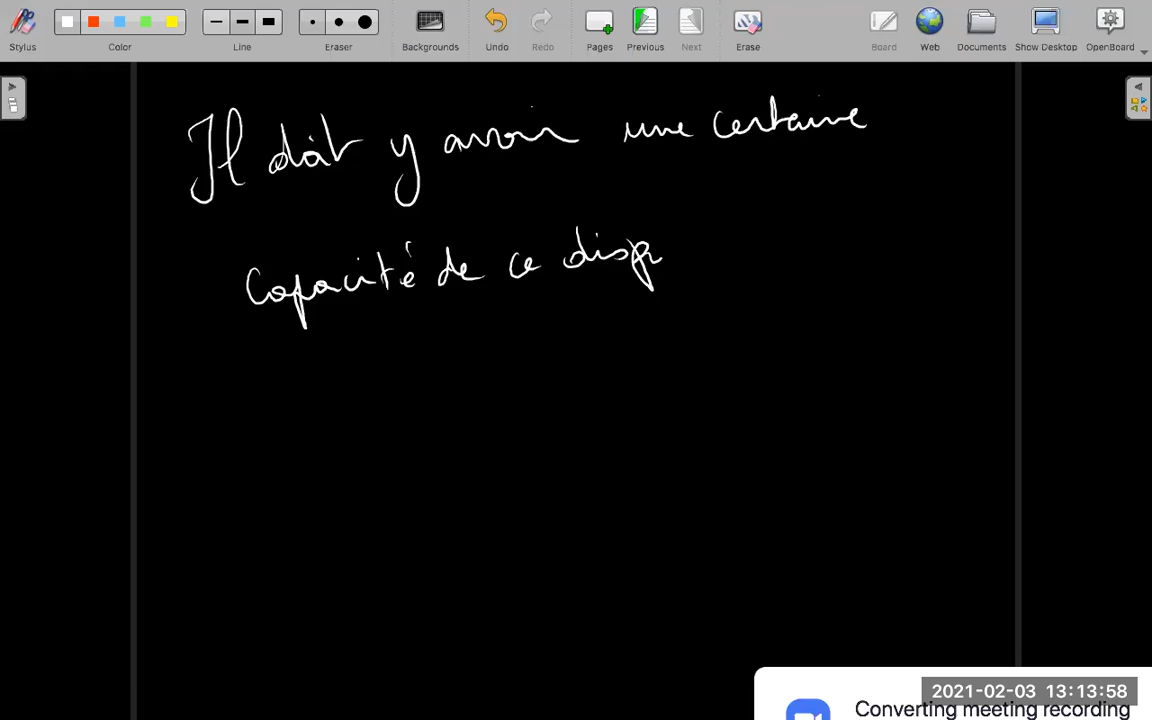 Stylus Color Line Eraser Backgrounds Undo Redo Pages Previous Next Erase Board Web Documents Show Desktop OpenBoard
Il doit y avoir une certaine
Capacité de ce disp
2021-02-03 13:13:58
Converting meeting recording